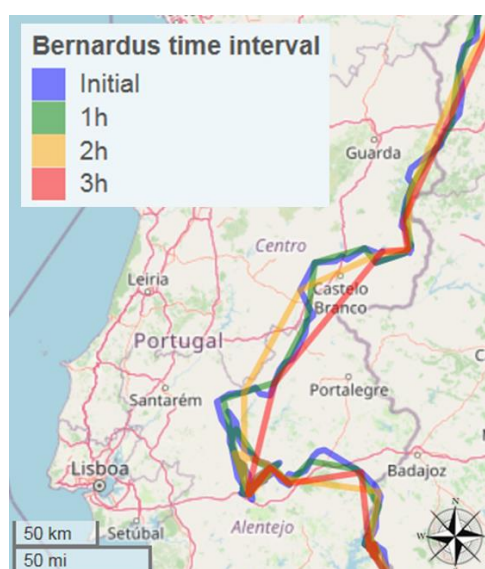 Bernardus time interval
Initial
1h
2h
3h
Guarda
Centro
Leiria
Castelo
Branco
Portugal
Santarém
Portalegre
Lisboa
Badajoz
Setúbal
Alentejo
50 km
50 mi
N
W
C